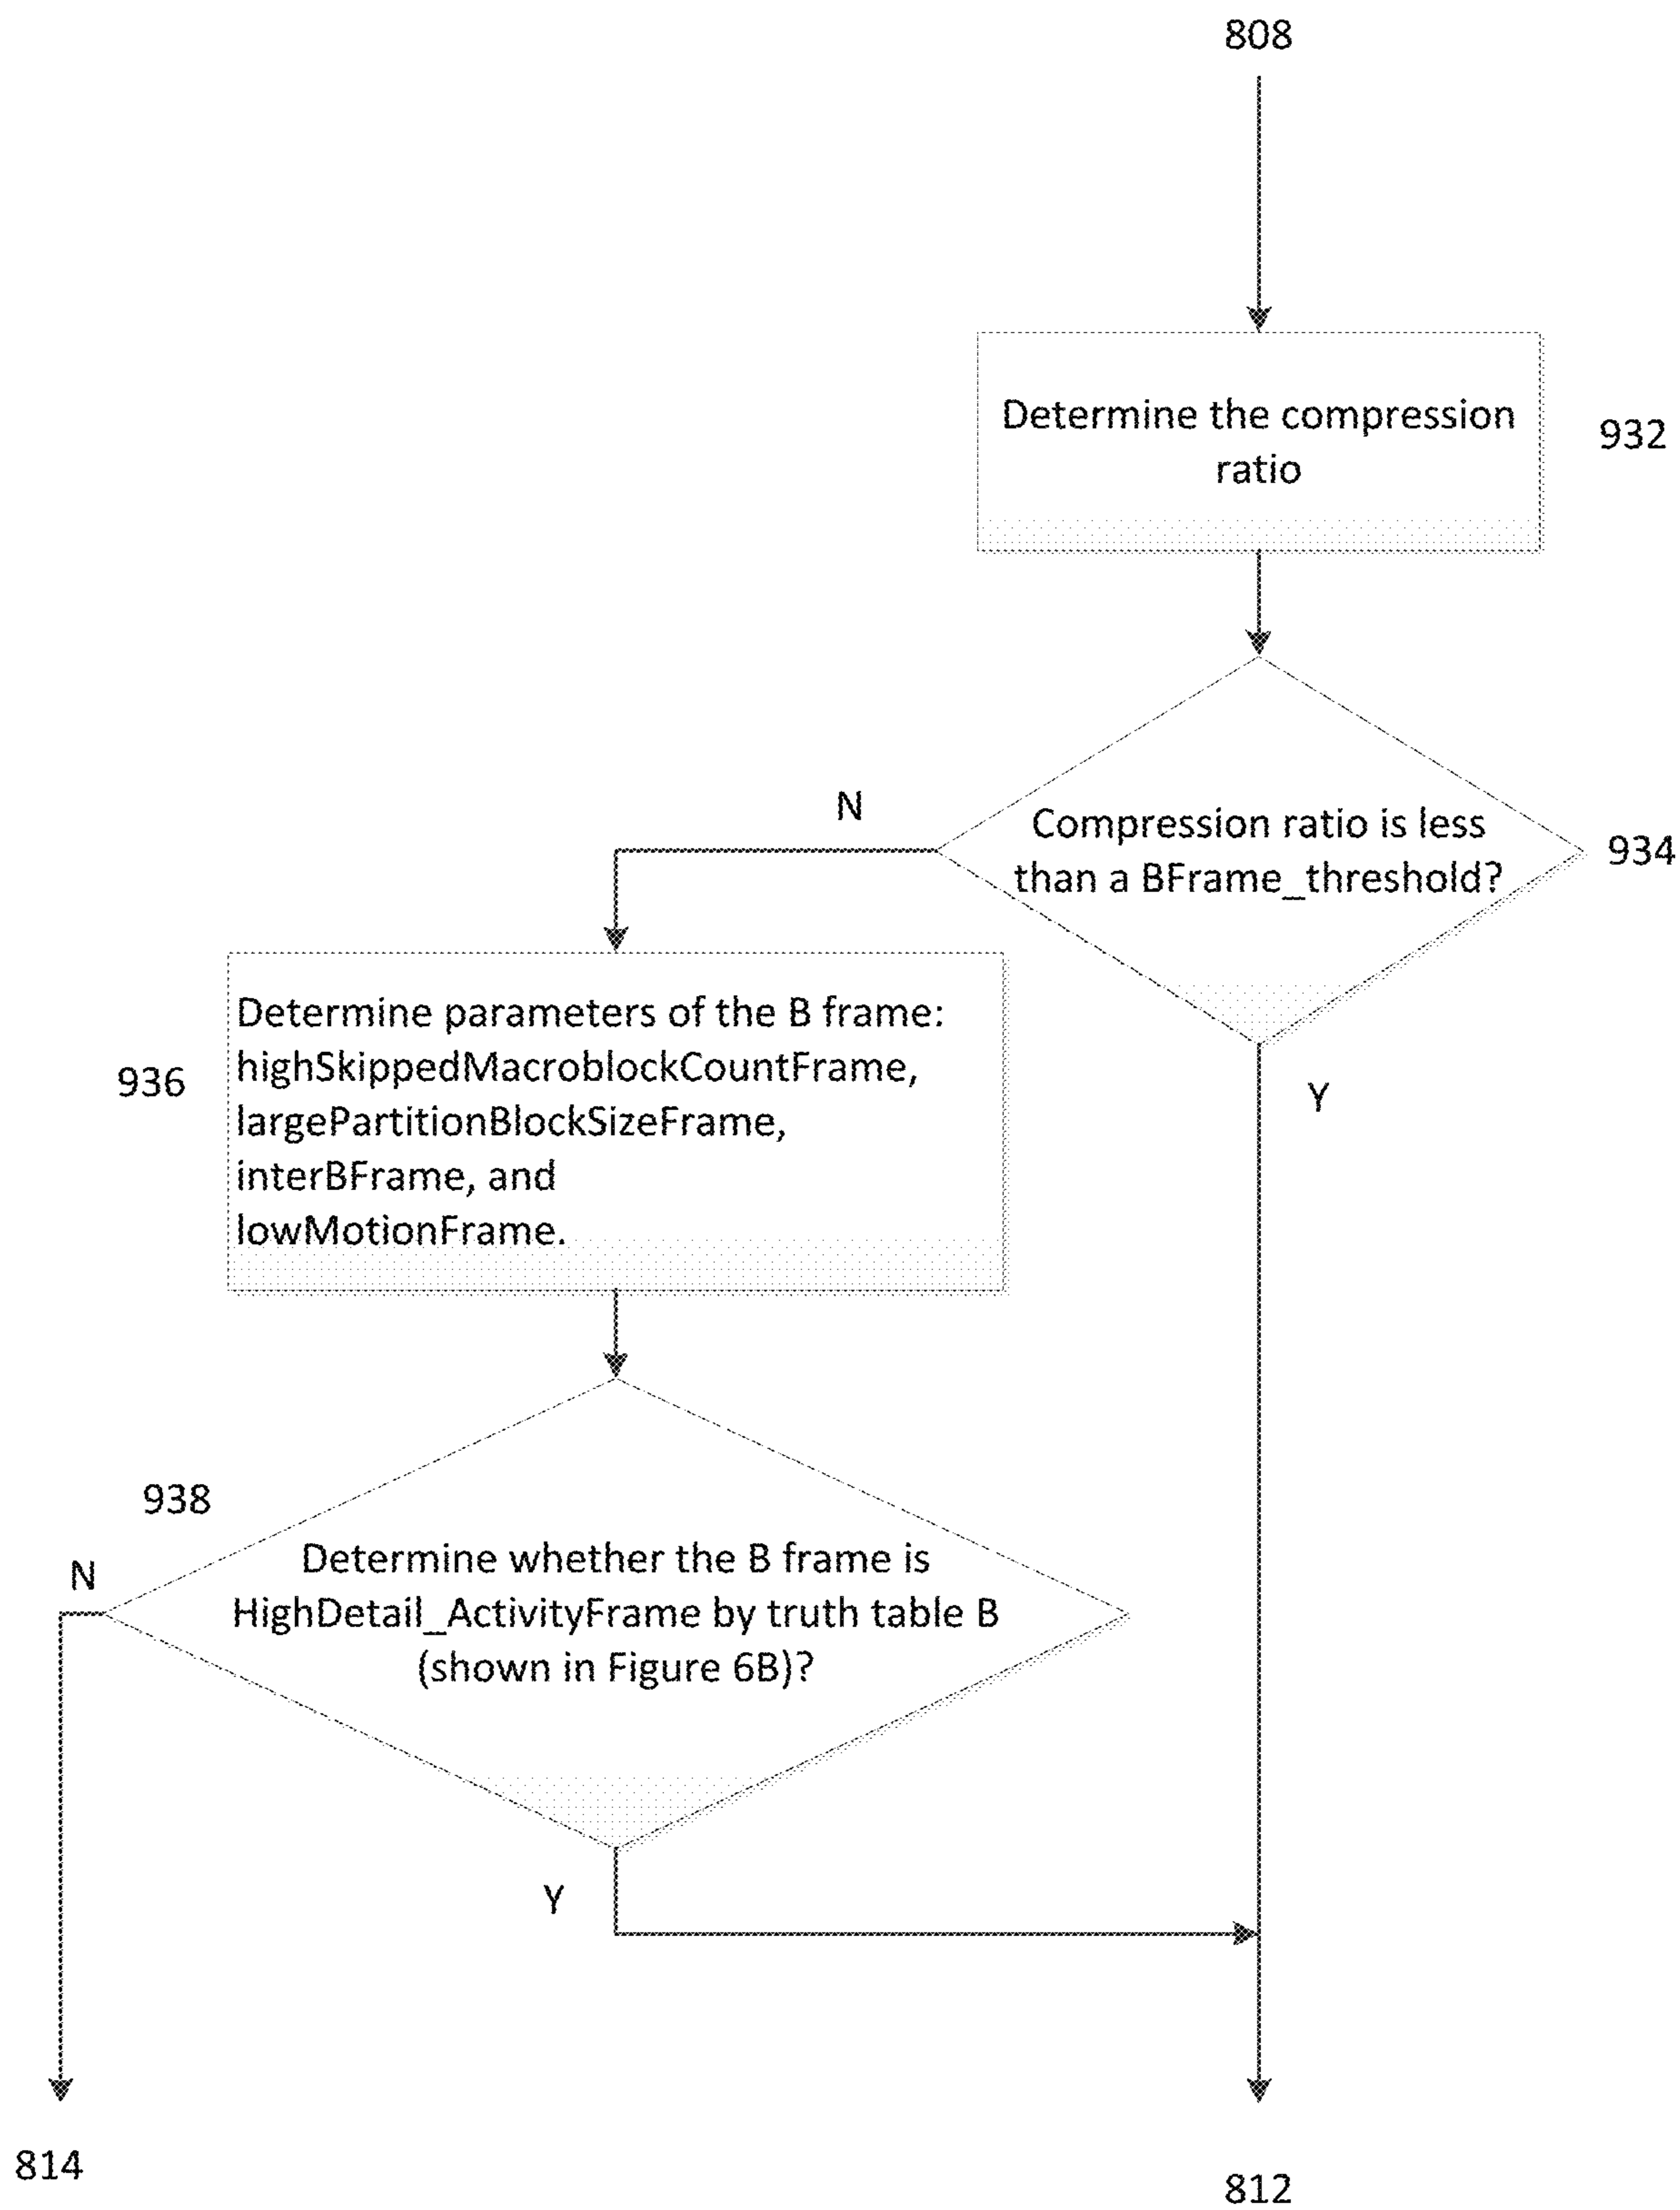 808
Determine the compression
ratio
932
N
Compression ratio is less
than a BFrame_threshold?
934
Y
936
Determine parameters of the B frame:
highSkippedMacroblockCountFrame,
largePartitionBlockSizeFrame,
interBFrame, and
lowMotionFrame.
938
N
Determine whether the B frame is
HighDetail_ActivityFrame by truth table B
(shown in Figure 6B)?
Y
814
812